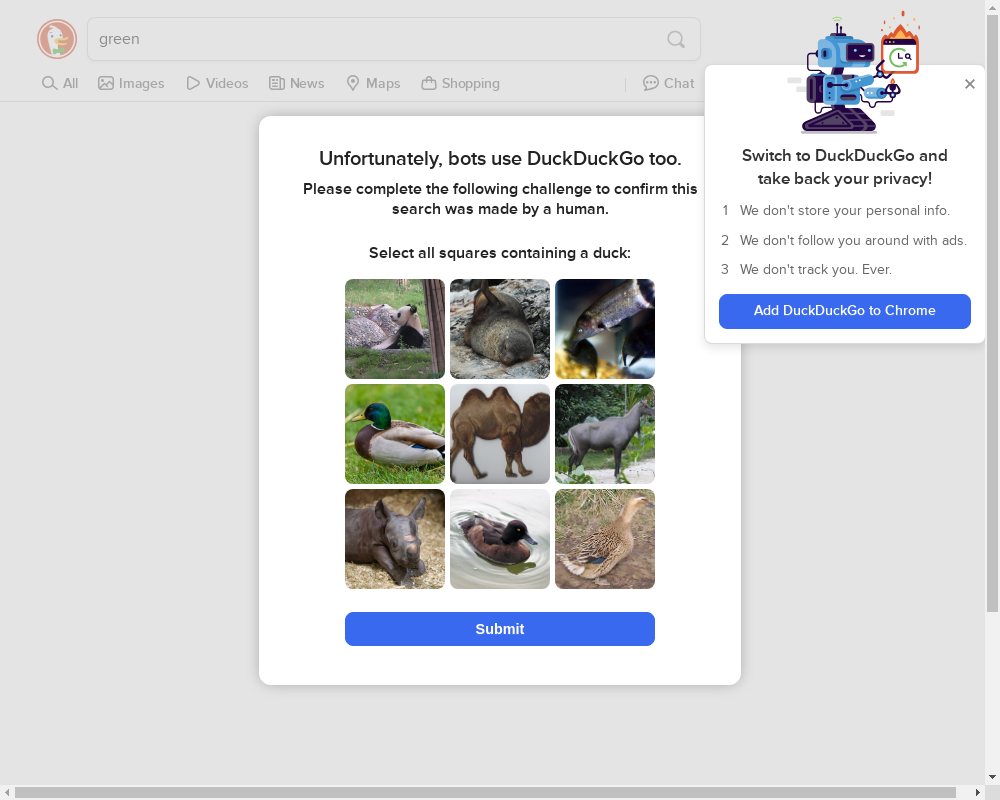 green
All
Images
Videos
News
Maps
Shopping
Chat
Unfortunately, bots use DuckDuckGo too.
Please complete the following challenge to confirm this
search was made by a human.
Select all squares containing a duck:
Submit
Switch to DuckDuckGo and
take back your privacy!
1 We don't store your personal info.
2 We don't follow you around with ads.
3 We don't track you. Ever.
Add DuckDuckGo to Chrome